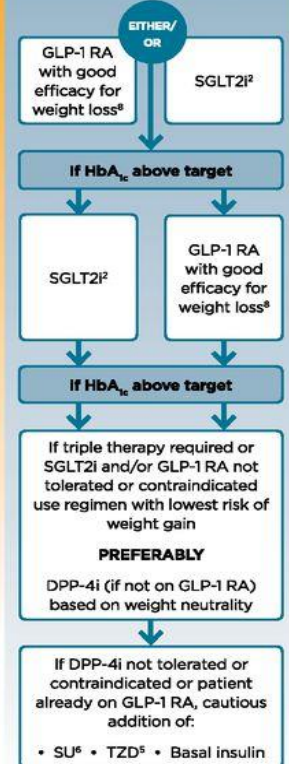 EITHER/
OR
GLP-1 RA
with good
efficacy for
weight loss⁸
SGLT2i²
If HbA₁c above target
SGLT2i²
GLP-1 RA
with good
efficacy for
weight loss⁸
If HbA₁c above target
If triple therapy required or
SGLT2i and/or GLP-1 RA not
tolerated or contraindicated
use regimen with lowest risk of
weight gain
PREFERABLY
DPP-4i (if not on GLP-1 RA)
based on weight neutrality
If DPP-4i not tolerated or
contraindicated or patient
already on GLP-1 RA, cautious
addition of:
• SU⁶ • TZD⁵ • Basal insulin